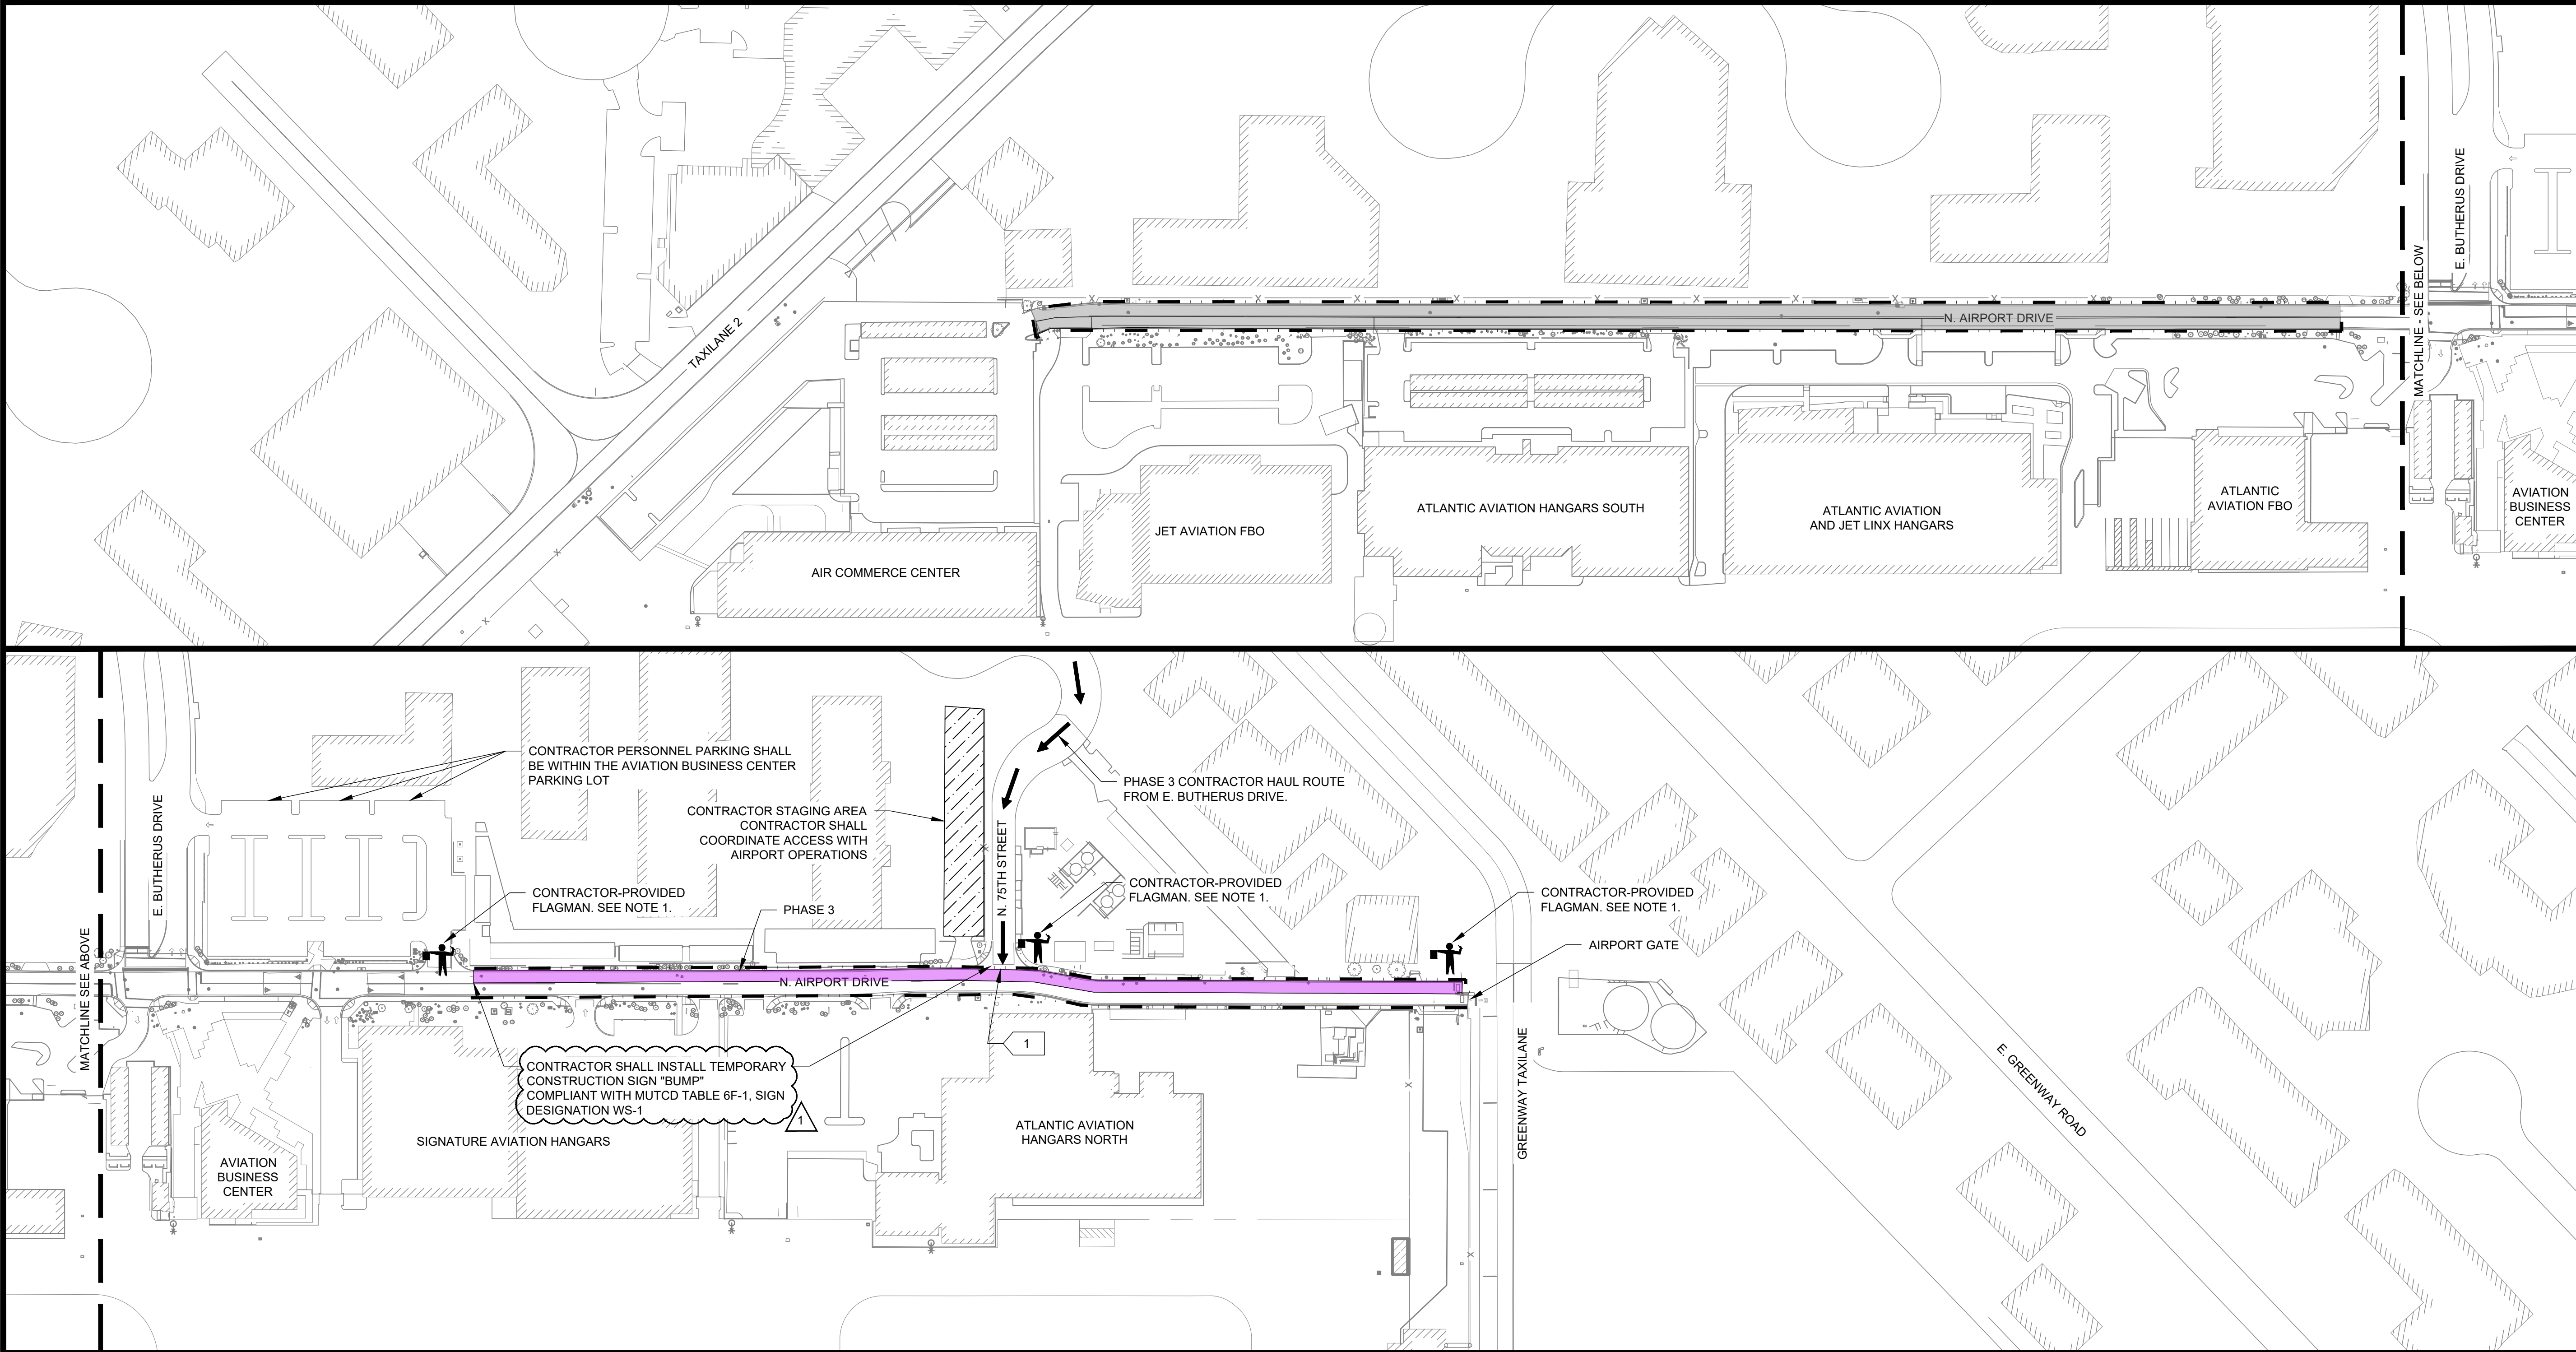 TAXILANE 2
N. AIRPORT DRIVE
MATCHLINE - SEE BELOW
E. BUTHERUS DRIVE
AIR COMMERCE CENTER
JET AVIATION FBO
ATLANTIC AVIATION HANGARS SOUTH
ATLANTIC AVIATION
AND JET LINX HANGARS
ATLANTIC
AVIATION FBO
AVIATION
BUSINESS
CENTER
MATCHLINE SEE ABOVE
E. BUTHERUS DRIVE
CONTRACTOR PERSONNEL PARKING SHALL
BE WITHIN THE AVIATION BUSINESS CENTER
PARKING LOT
CONTRACTOR STAGING AREA
CONTRACTOR SHALL
COORDINATE ACCESS WITH
AIRPORT OPERATIONS
PHASE 3 CONTRACTOR HAUL ROUTE
FROM E. BUTHERUS DRIVE.
N. 75TH STREET
CONTRACTOR-PROVIDED
FLAGMAN. SEE NOTE 1.
PHASE 3
CONTRACTOR-PROVIDED
FLAGMAN. SEE NOTE 1.
CONTRACTOR-PROVIDED
FLAGMAN. SEE NOTE 1.
AIRPORT GATE
N. AIRPORT DRIVE
1
CONTRACTOR SHALL INSTALL TEMPORARY
CONSTRUCTION SIGN "BUMP"
COMPLIANT WITH MUTCD TABLE 6F-1, SIGN
DESIGNATION WS-1
1
SIGNATURE AVIATION HANGARS
AVIATION
BUSINESS
CENTER
ATLANTIC AVIATION
HANGARS NORTH
GREENWAY TAXILANE
E. GREENWAY ROAD